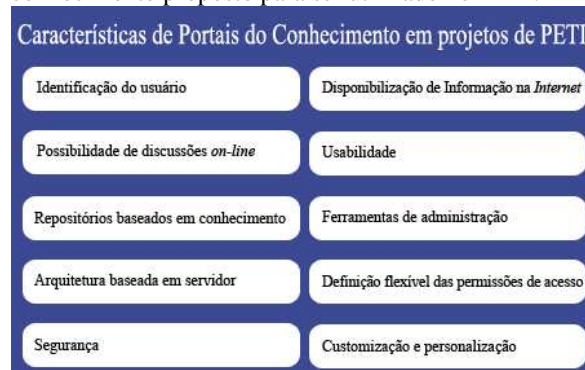 Características de Portais do Conhecimento em projetos de PETI
Identificação do usuário
Disponibilização de Informação na Internet
Possibilidade de discussões on-line
Usabilidade
Repositórios baseados em conhecimento
Ferramentas de administração
Arquitetura baseada em servidor
Definição flexível das permissões de acesso
Segurança
Customização e personalização